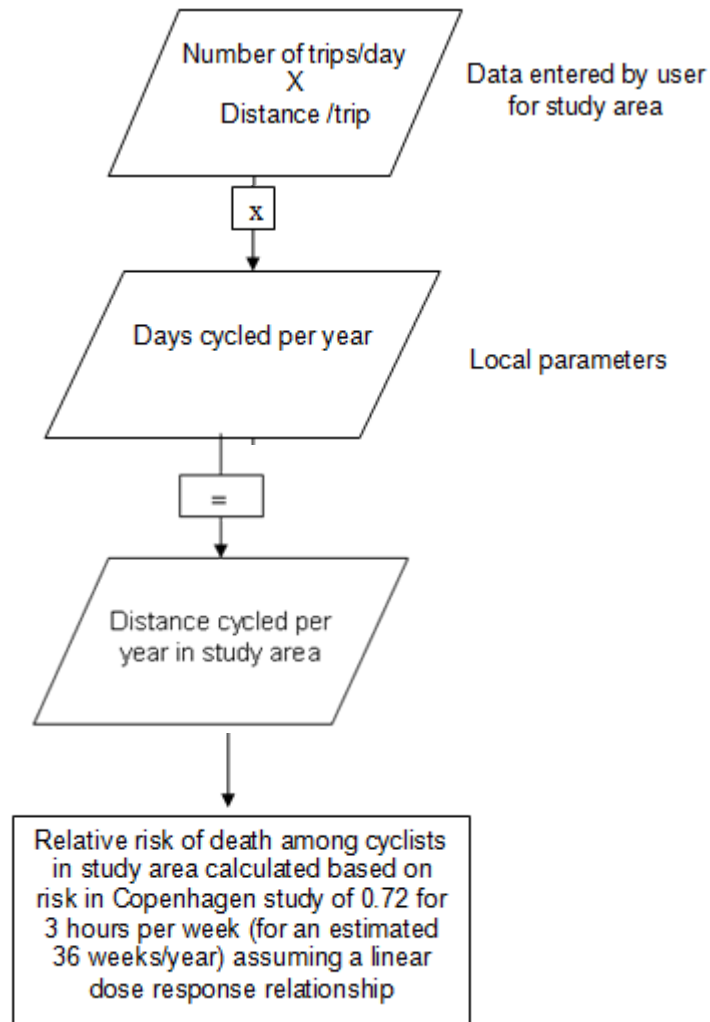 Number of trips/day
X
Distance /trip
Data entered by user
for study area
x
Days cycled per year
Local parameters
=
Distance cycled per
year in study area
Relative risk of death among cyclists
in study area calculated based on
risk in Copenhagen study of 0.72 for
3 hours per week (for an estimated
36 weeks/year) assuming a linear
dose response relationship